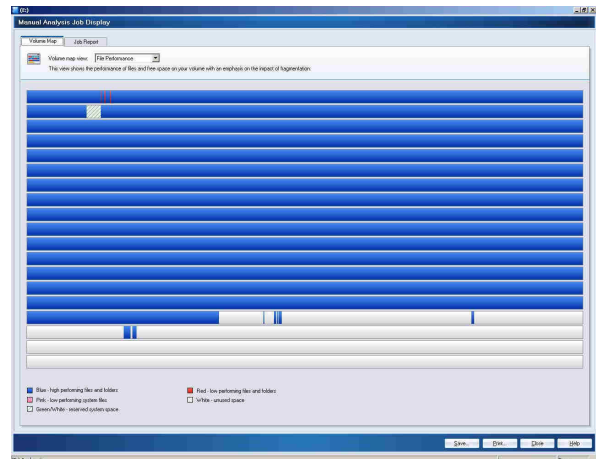 (E:)
Manual Analysis Job Display
Volume Map Job Report
Volume map view: File Performance
This view shows the performance of files and free space on your volume with an emphasis on the impact of fragmentation
Blue - high performing files and folders
Red - low performing files and folders
Pink - low performing system files
White - unused space
Green/White - reserved system space
Save... Print... Close Help